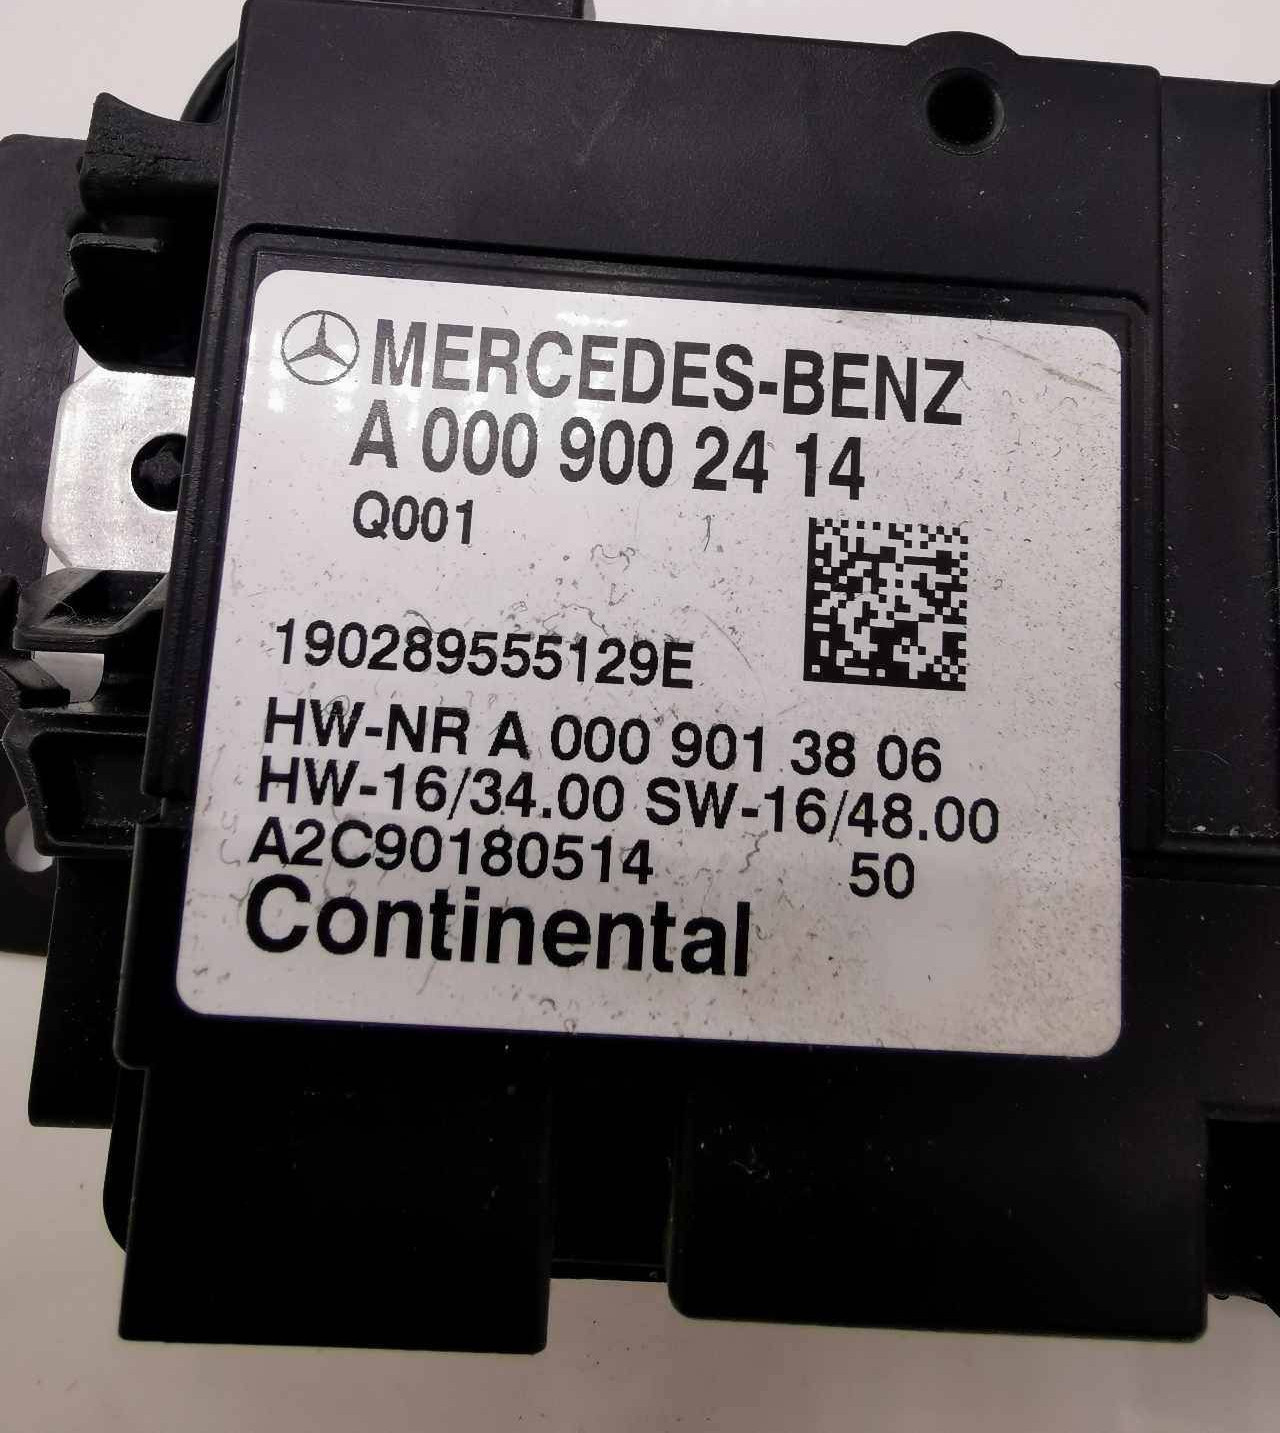 MERCEDES-BENZ
A 000 900 24 14
Q001
190289555129E
HW-NR A 000 901 38 06
HW-16/34.00 SW-16/48.00
A2C90180514 50
Continental